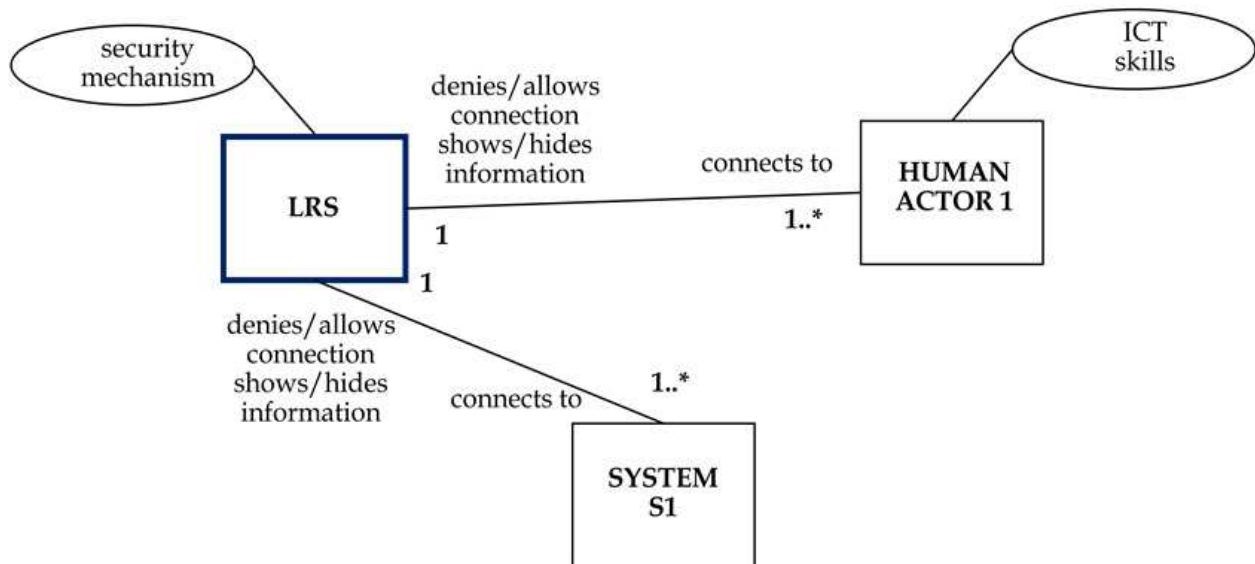 security
mechanism
ICT
skills
denies/allows
connection
shows/hides
information
connects to
HUMAN
ACTOR 1
LRS
1
1..*
1
denies/allows
connection
shows/hides
information
connects to
1..*
SYSTEM
S1